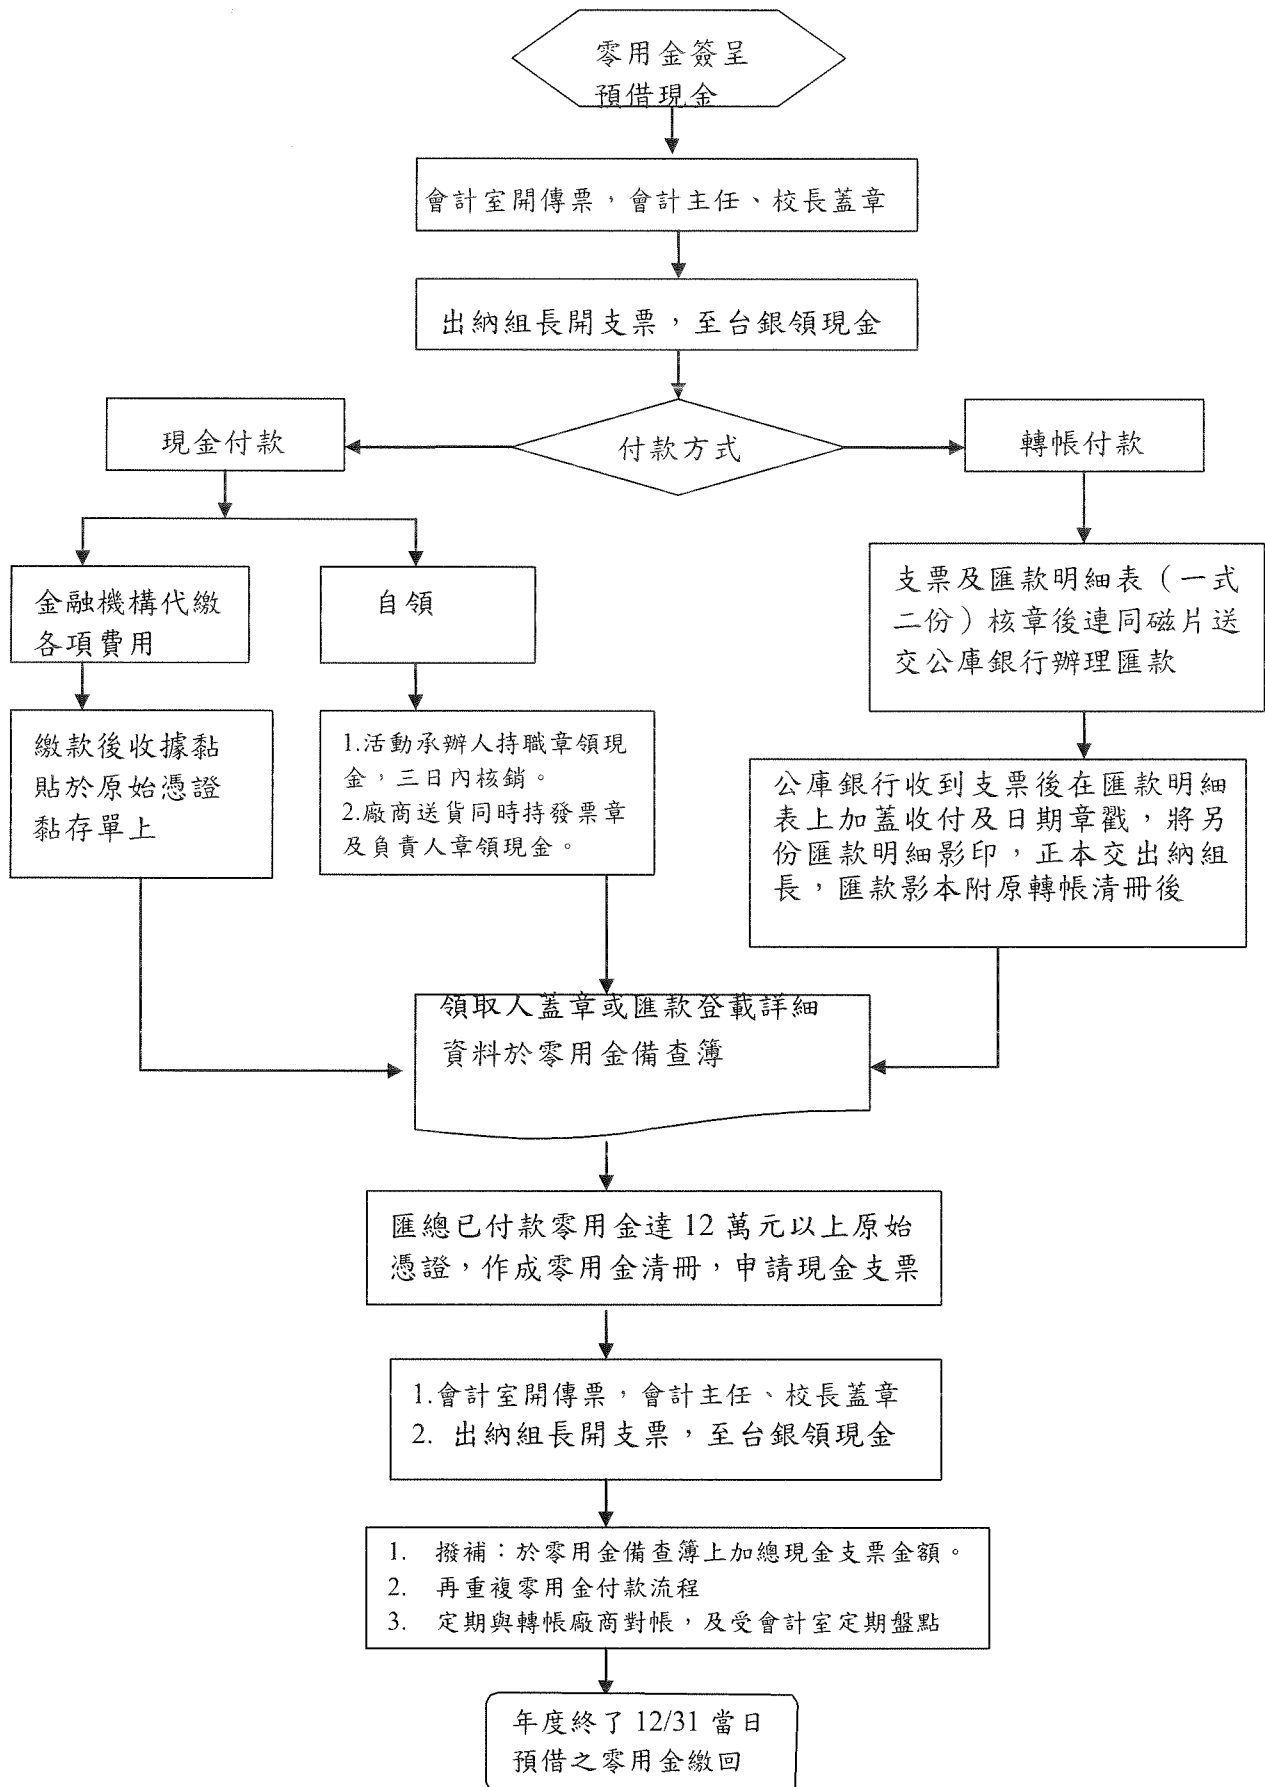 零用金簽呈
預借現金
會計室開傳票，會計主任、校長蓋章
出納組長開支票，至台銀領現金
付款方式
現金付款
轉帳付款
金融機構代繳
各項費用
自領
支票及匯款明細表（一式
二份）核章後連同磁片送
交公庫銀行辦理匯款
繳款後收據黏
貼於原始憑證
黏存單上
1.活動承辦人持職章領現
金，三日內核銷。
2.廠商送貨同時持發票章
及負責人章領現金。
公庫銀行收到支票後在匯款明細
表上加蓋收付及日期章戳，將另
份匯款明細影印，正本交出納組
長，匯款影本附原轉帳清冊後
領取人蓋章或匯款登載詳細
資料於零用金備查簿
匯總已付款零用金達 12 萬元以上原始
憑證，作成零用金清冊，申請現金支票
1.會計室開傳票，會計主任、校長蓋章
2. 出納組長開支票，至台銀領現金
1. 撥補：於零用金備查簿上加總現金支票金額。
2. 再重複零用金付款流程
3. 定期與轉帳廠商對帳，及受會計室定期盤點
年度終了 12/31 當日
預借之零用金繳回